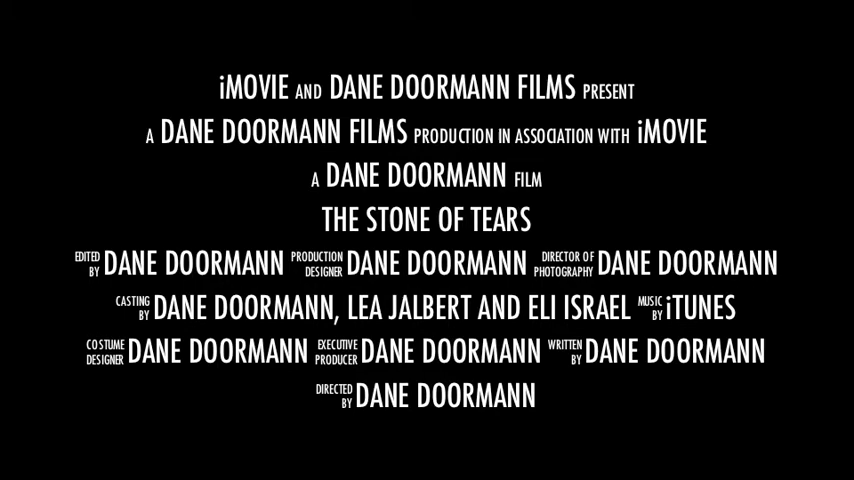 iMOVIE AND DANE DOORMANN FILMS PRESENT
A DANE DOORMANN FILMS PRODUCTION IN ASSOCIATION WITH iMOVIE
A DANE DOORMANN FILM
THE STONE OF TEARS
EDITED BY DANE DOORMANN PRODUCTION DESIGNER DANE DOORMANN DIRECTOR OF PHOTOGRAPHY DANE DOORMANN
CASTING BY DANE DOORMANN, LEA JALBERT AND ELI ISRAEL MUSIC BY iTUNES
COSTUME DESIGNER DANE DOORMANN EXECUTIVE PRODUCER DANE DOORMANN WRITTEN BY DANE DOORMANN
DIRECTED BY DANE DOORMANN